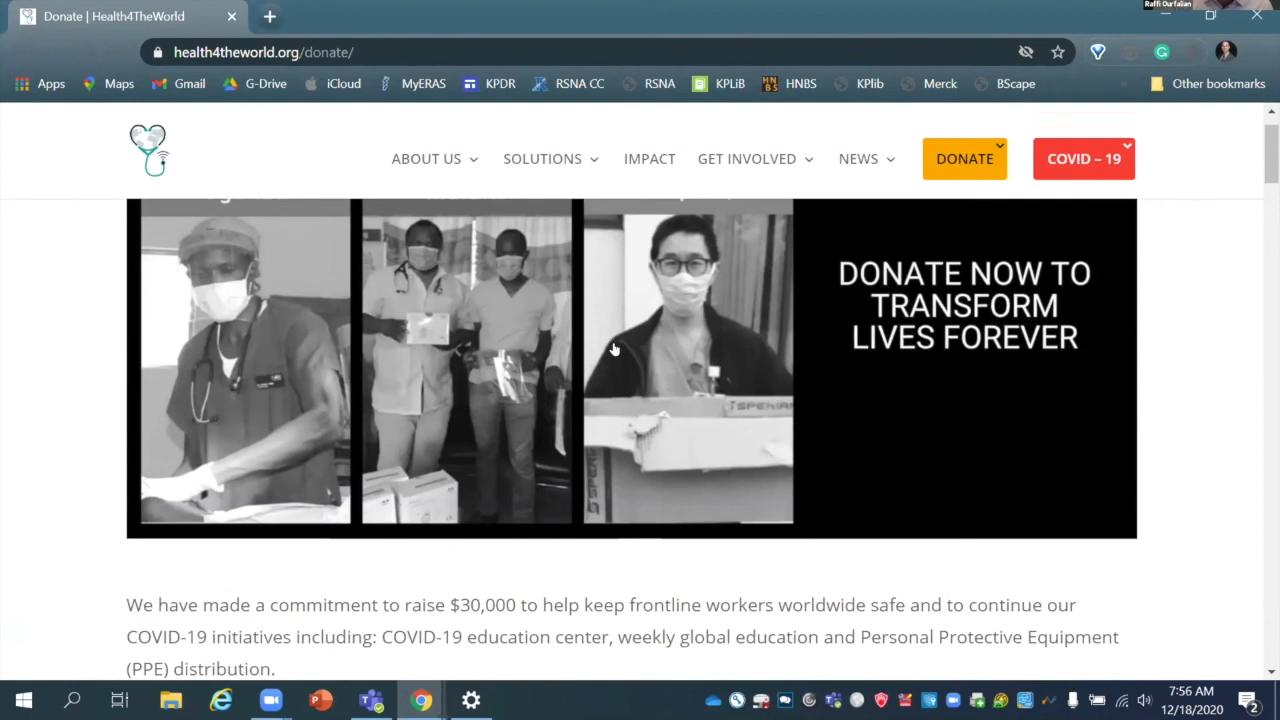 Raffi Ourfalian
Donate | Health4TheWorld
health4theworld.org/donate/
Apps Maps Gmail G-Drive iCloud MyERAS KPDR RSNA CC RSNA KPLiB HNBS KPlib Merck BScape Other bookmarks
ABOUT US SOLUTIONS IMPACT GET INVOLVED NEWS DONATE COVID – 19
DONATE NOW TO
TRANSFORM
LIVES FOREVER
We have made a commitment to raise $30,000 to help keep frontline workers worldwide safe and to continue our
COVID-19 initiatives including: COVID-19 education center, weekly global education and Personal Protective Equipment
(PPE) distribution.
7:56 AM
12/18/2020
2